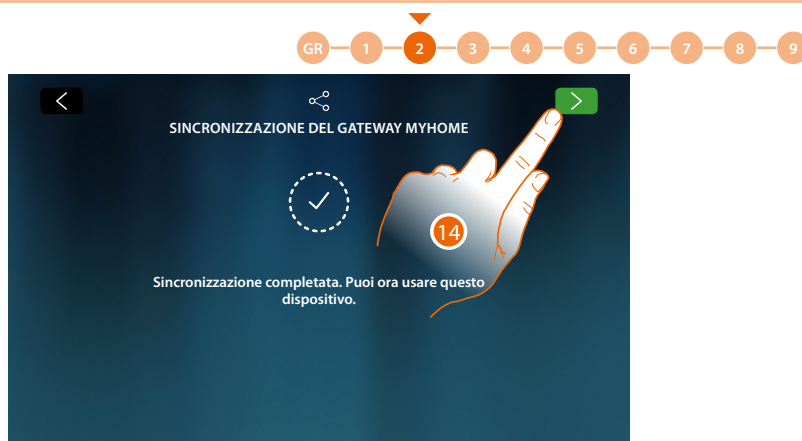 GR 1 2 3 4 5 6 7 8 9
SINCRONIZZAZIONE DEL GATEWAY MYHOME
14
Sincronizzazione completata. Puoi ora usare questo
dispositivo.